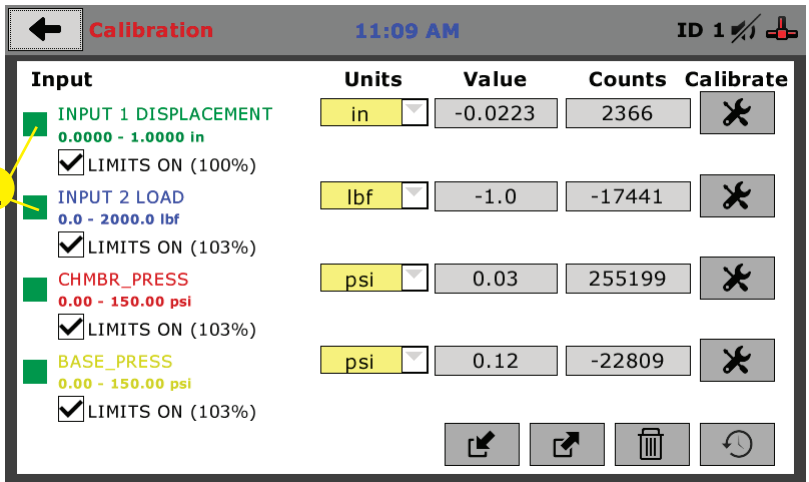 Calibration 11:09 AM ID 1
Input Units Value Counts Calibrate
INPUT 1 DISPLACEMENT in -0.0223 2366
0.0000 - 1.0000 in
LIMITS ON (100%)
INPUT 2 LOAD lbf -1.0 -17441
0.0 - 2000.0 lbf
LIMITS ON (103%)
CHMBR_PRESS psi 0.03 255199
0.00 - 150.00 psi
LIMITS ON (103%)
BASE_PRESS psi 0.12 -22809
0.00 - 150.00 psi
LIMITS ON (103%)